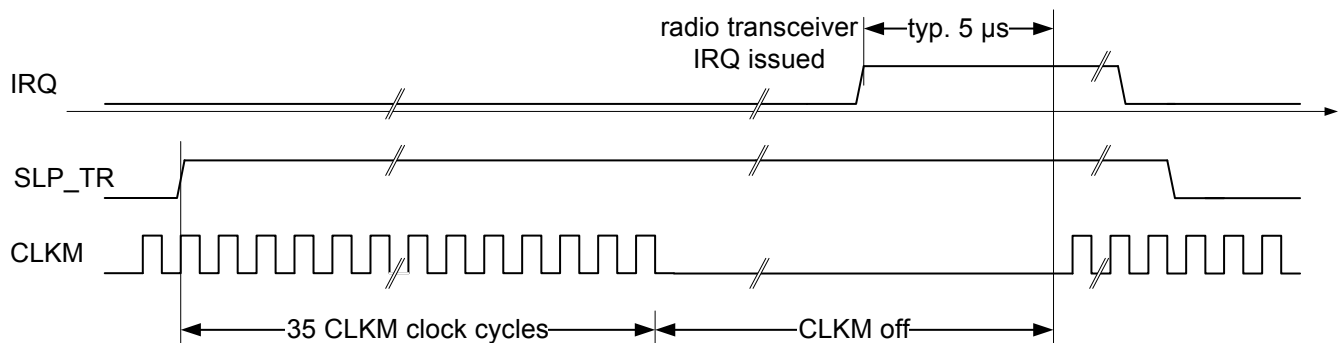 radio transceiver
IRQ issued
typ. 5 µs
IRQ
SLP_TR
CLKM
35 CLKM clock cycles
CLKM off